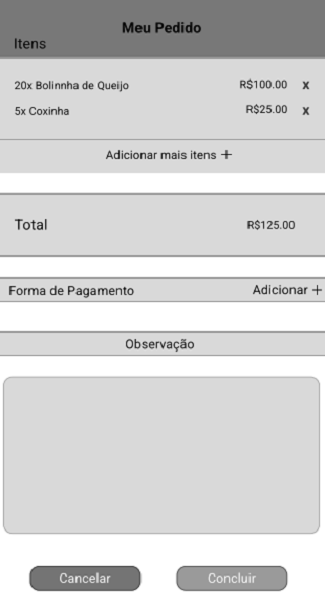 Meu Pedido
Itens
20x Bolinnha de Queijo R$100.00 x
5x Coxinha R$25.00 x
Adicionar mais itens +
Total R$125.00
Forma de Pagamento Adicionar +
Observação
Cancelar Concluir